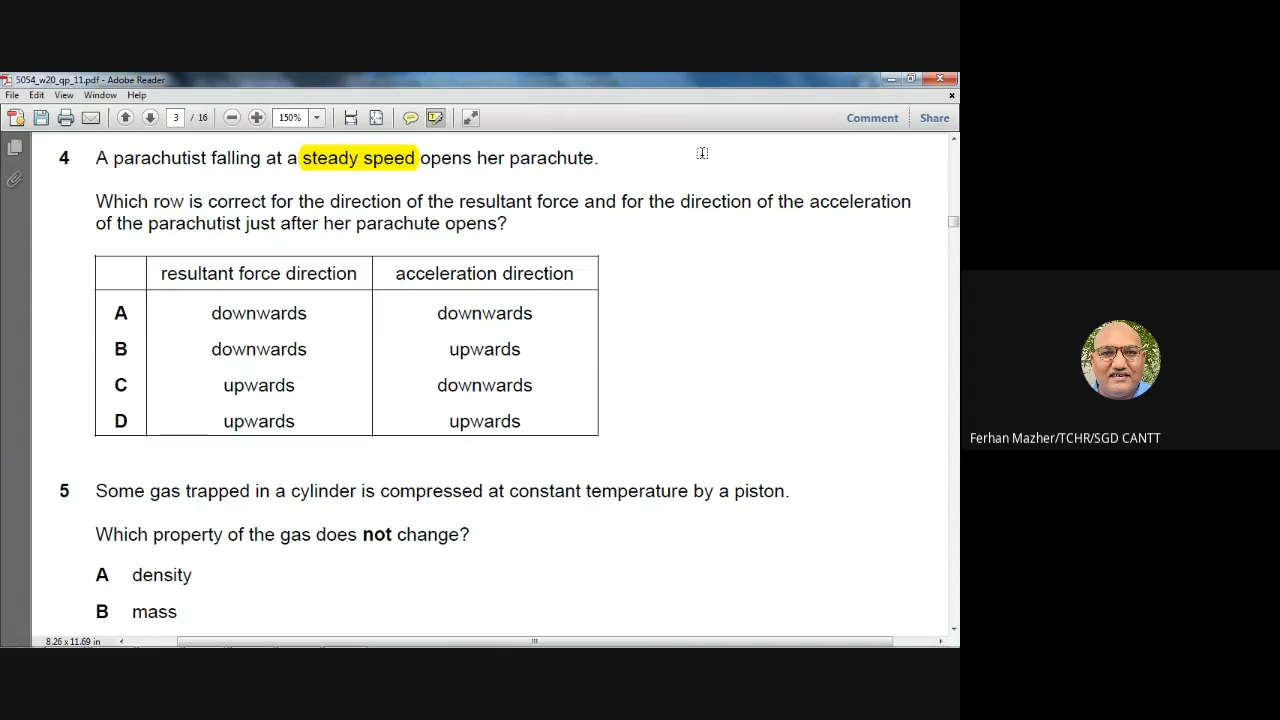 5054_w20_qp_11.pdf - Adobe Reader
File Edit View Window Help
3 / 16 150% Comment Share
4 A parachutist falling at a steady speed opens her parachute.
Which row is correct for the direction of the resultant force and for the direction of the acceleration
of the parachutist just after her parachute opens?
resultant force direction acceleration direction
A downwards downwards
B downwards upwards
C upwards downwards
D upwards upwards
5 Some gas trapped in a cylinder is compressed at constant temperature by a piston.
Which property of the gas does not change?
A density
B mass
8.26 x 11.69 in
Ferhan Mazher/TCHR/SGD CANTT